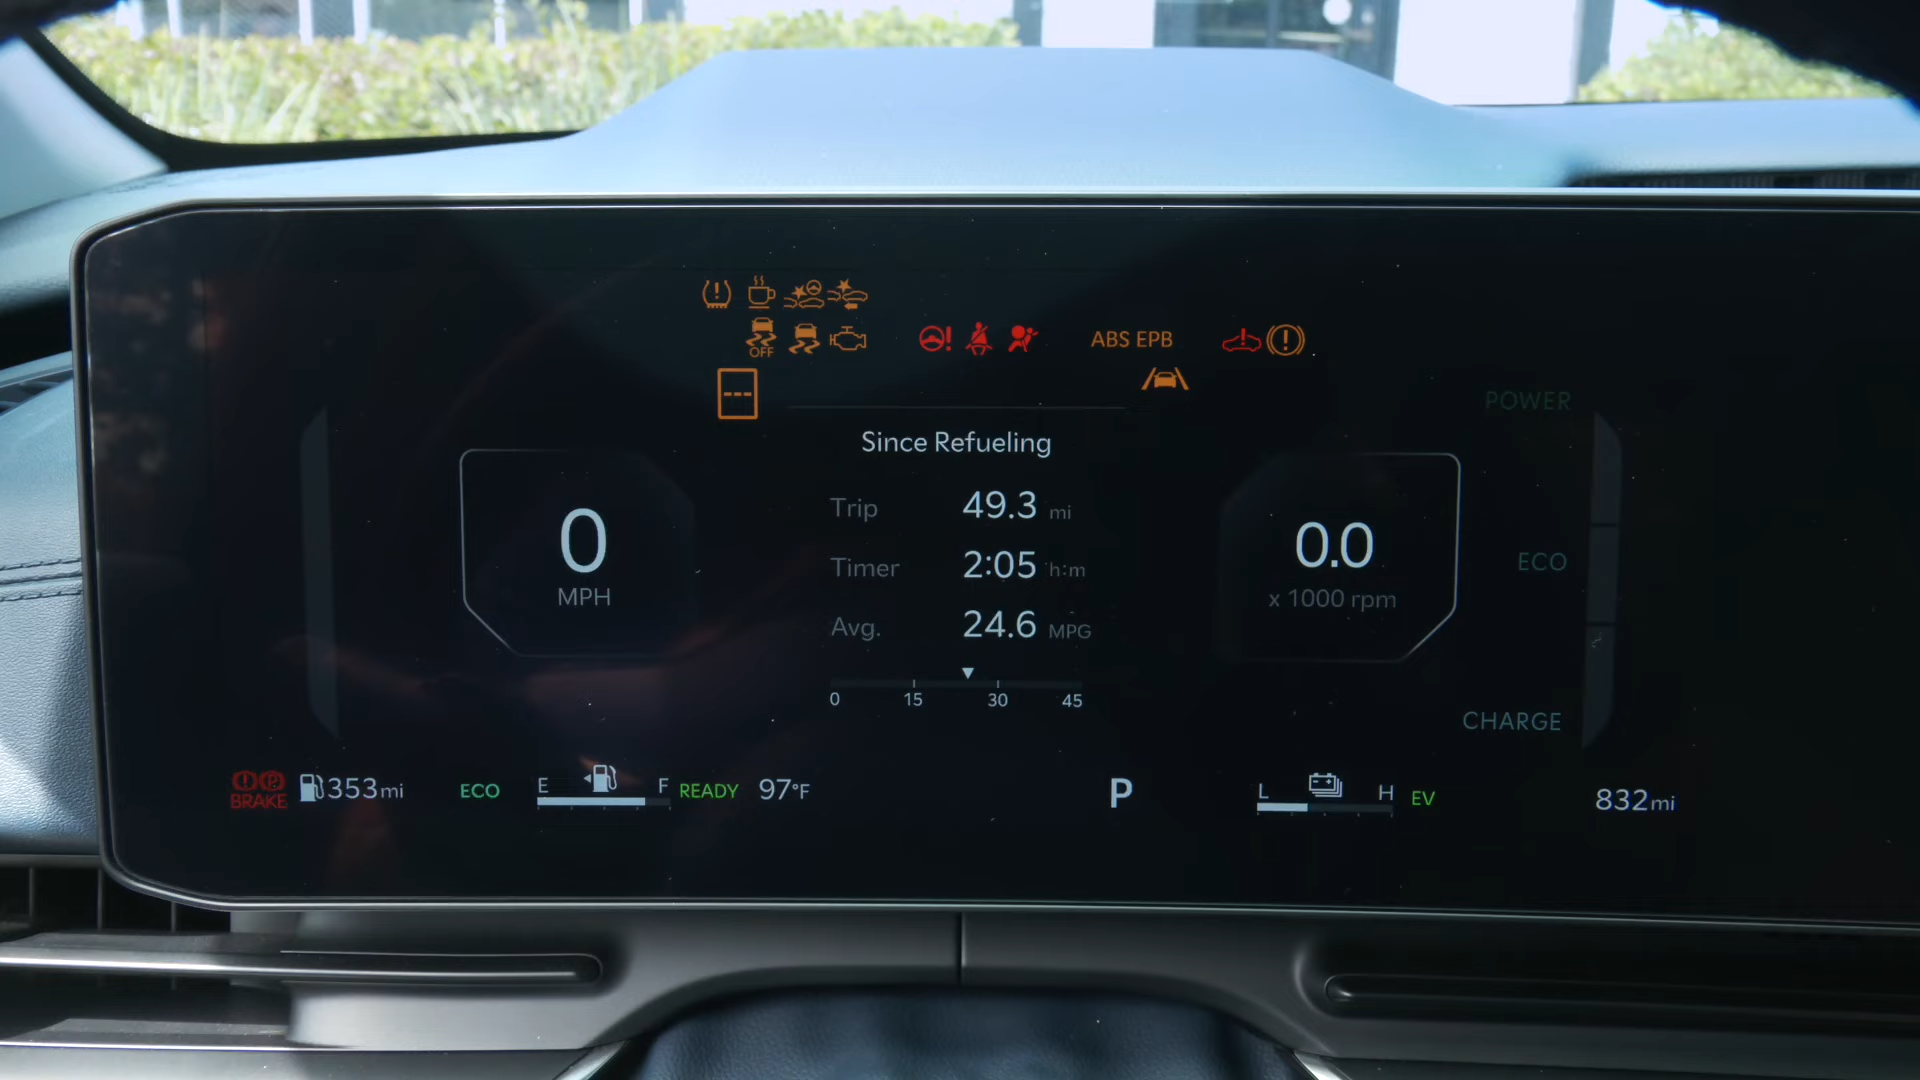 OFF
ABS EPB
---
Since Refueling
Trip 49.3 mi
Timer 2:05 h:m
Avg. 24.6 MPG
0 15 30 45
0
MPH
0.0
x 1000 rpm
POWER
ECO
CHARGE
BRAKE
353mi
ECO
E F
READY
97°F
P
L H
EV
832mi